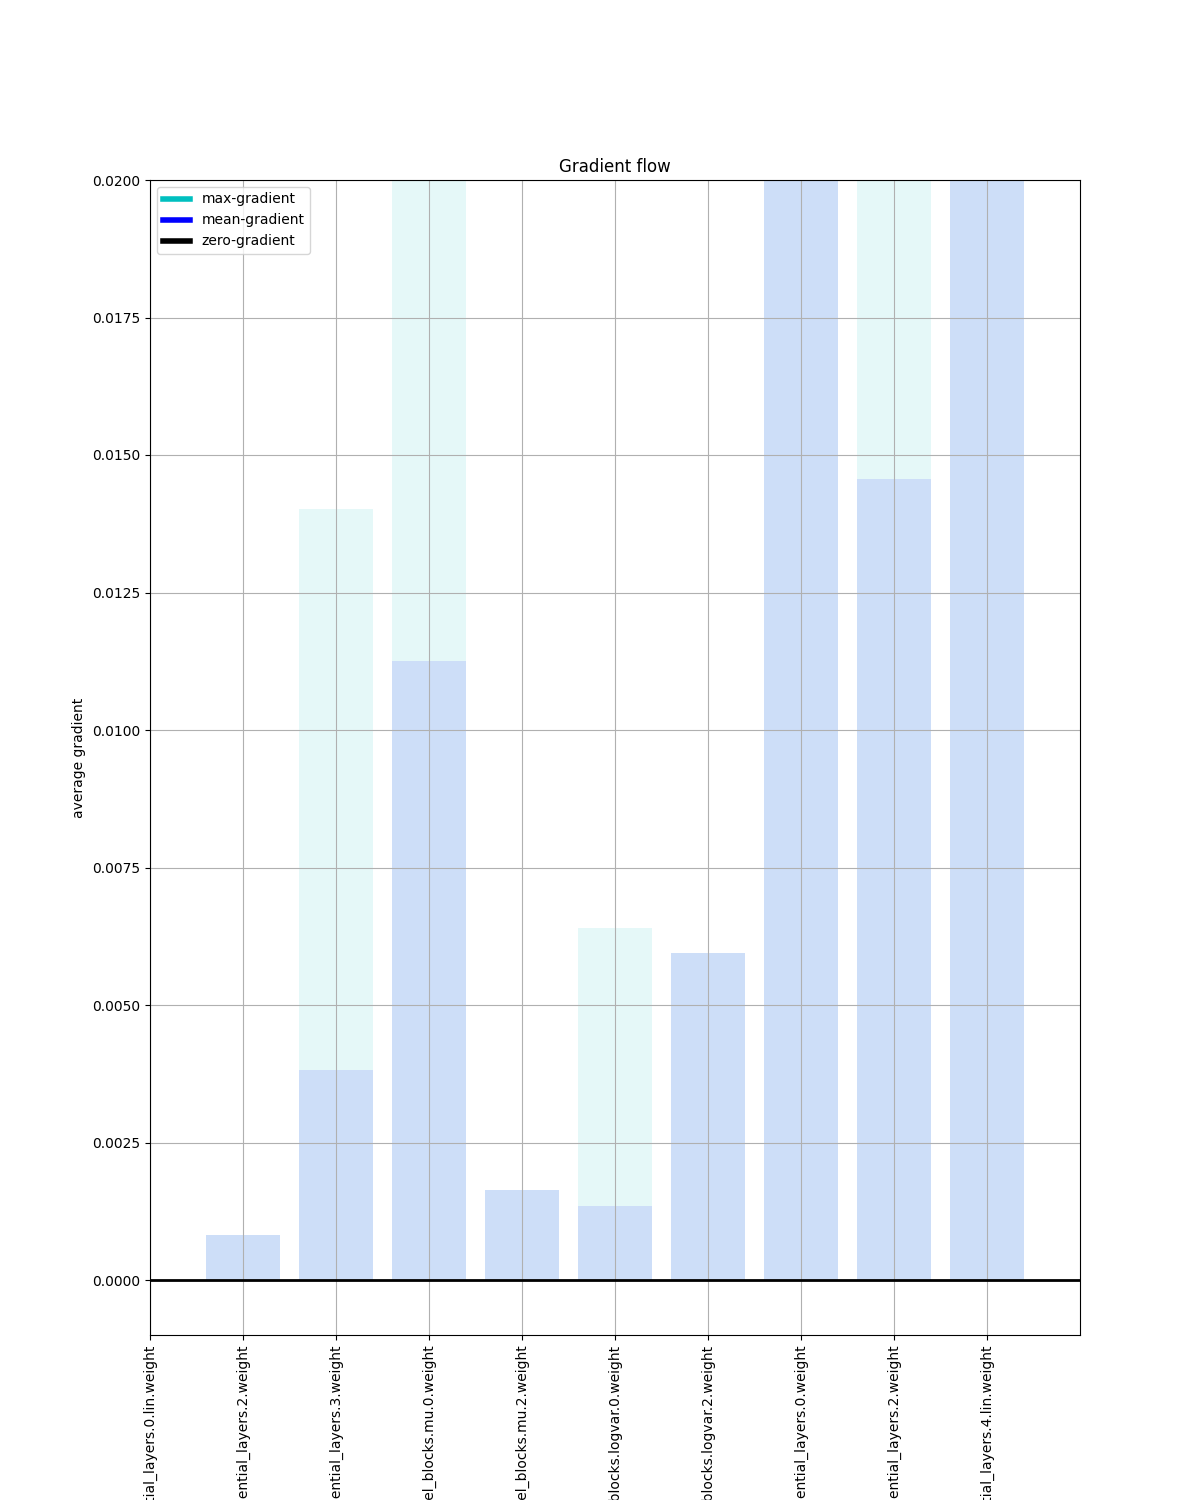 Gradient flow
max-gradient
mean-gradient
zero-gradient
0.0200
0.0175
0.0150
0.0125
0.0100
0.0075
0.0050
0.0025
0.0000
average gradient
tial_layers.0.lin.weight
ential_layers.2.weight
ential_layers.3.weight
el_blocks.mu.0.weight
el_blocks.mu.2.weight
blocks.logvar.0.weight
blocks.logvar.2.weight
ential_layers.0.weight
ential_layers.2.weight
tial_layers.4.lin.weight